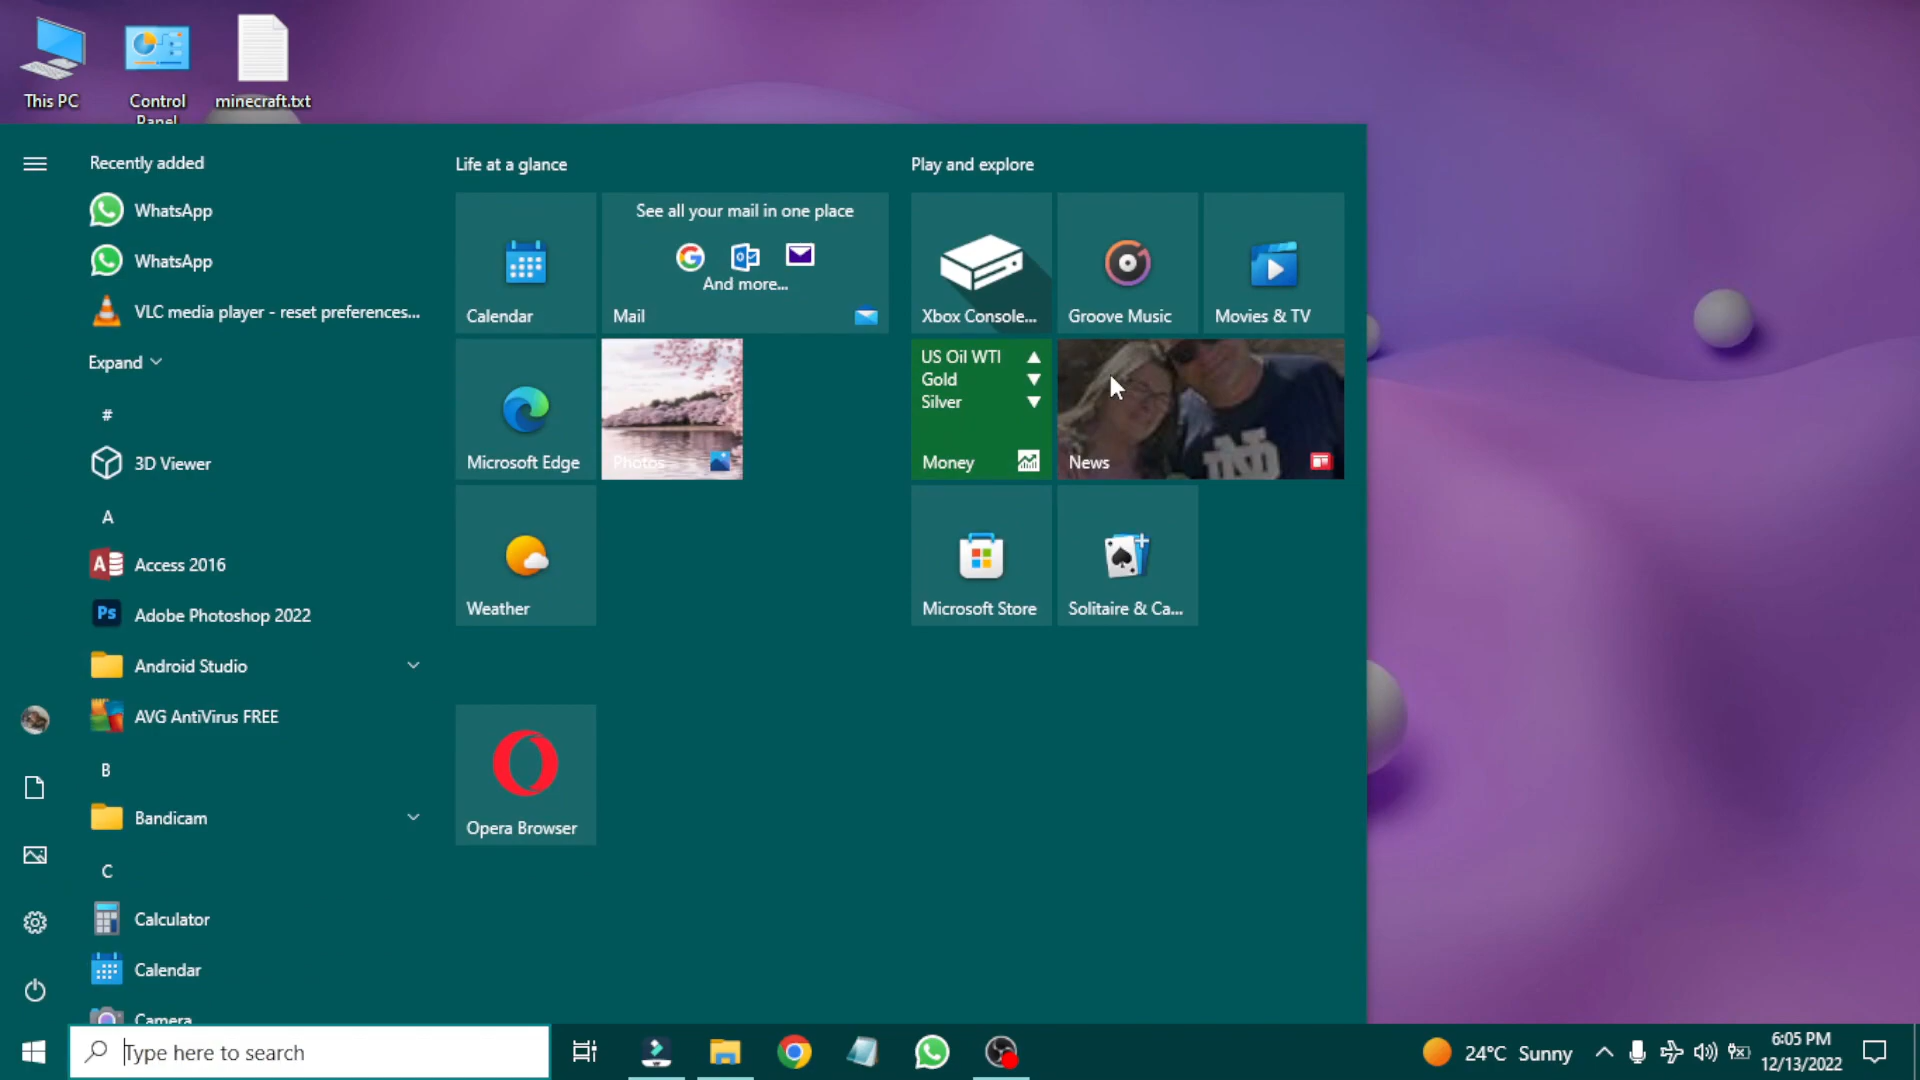 This PC
Control
Panel
minecraft.txt
Recently added
WhatsApp
WhatsApp
VLC media player - reset preferences...
Expand
#
3D Viewer
A
Access 2016
Adobe Photoshop 2022
Android Studio
AVG AntiVirus FREE
B
Bandicam
C
Calculator
Calendar
Camera
Life at a glance
Calendar
See all your mail in one place
And more...
Mail
Microsoft Edge
Photos
Weather
Opera Browser
Play and explore
Xbox Console...
Groove Music
Movies & TV
US Oil WTI
Gold
Silver
Money
News
Microsoft Store
Solitaire & Ca...
Type here to search
24°C Sunny
6:05 PM
12/13/2022